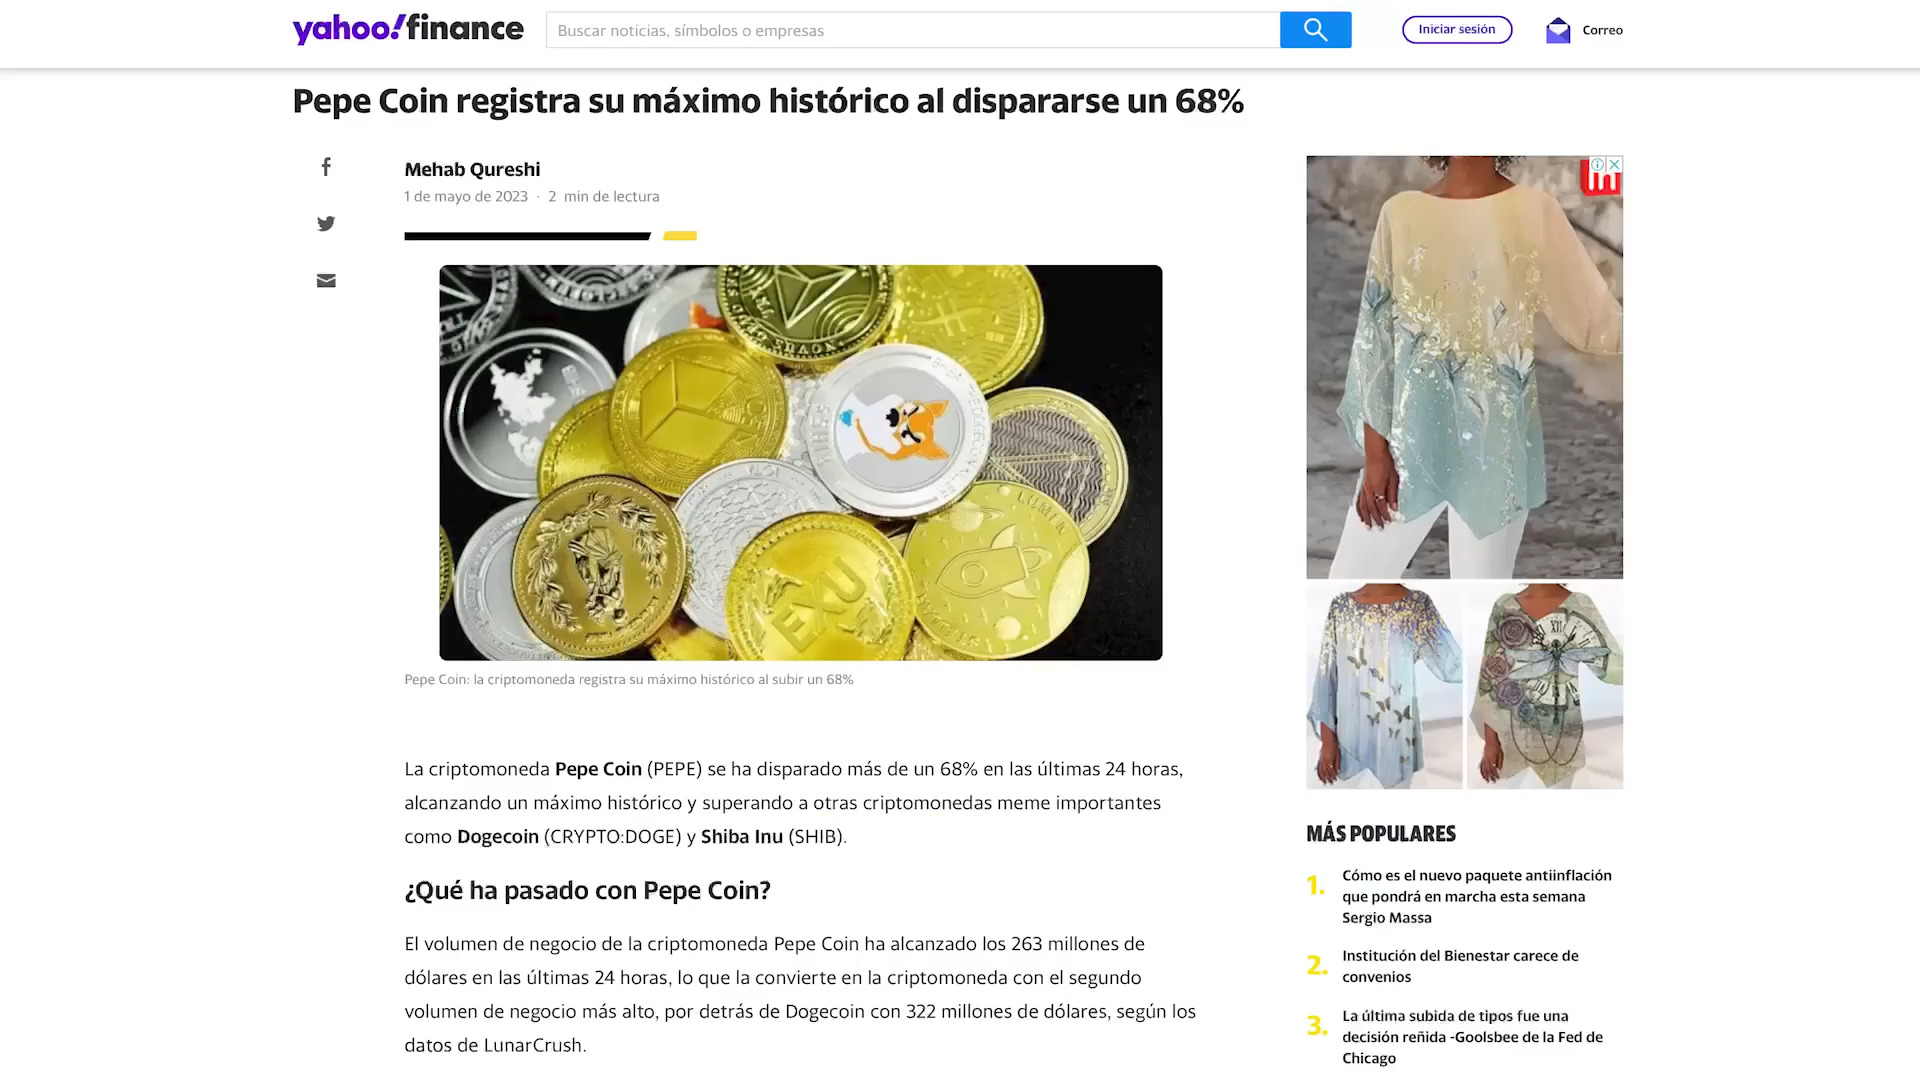 yahoo!finance
Buscar noticias, símbolos o empresas
Iniciar sesión
Correo
Pepe Coin registra su máximo histórico al dispararse un 68%
Mehab Qureshi
1 de mayo de 2023 · 2 min de lectura
EXU
Pepe Coin: la criptomoneda registra su máximo histórico al subir un 68%
La criptomoneda Pepe Coin (PEPE) se ha disparado más de un 68% en las últimas 24 horas,
alcanzando un máximo histórico y superando a otras criptomonedas meme importantes
como Dogecoin (CRYPTO:DOGE) y Shiba Inu (SHIB).
¿Qué ha pasado con Pepe Coin?
El volumen de negocio de la criptomoneda Pepe Coin ha alcanzado los 263 millones de
dólares en las últimas 24 horas, lo que la convierte en la criptomoneda con el segundo
volumen de negocio más alto, por detrás de Dogecoin con 322 millones de dólares, según los
datos de LunarCrush.
MÁS POPULARES
1. Cómo es el nuevo paquete antiinflación
que pondrá en marcha esta semana
Sergio Massa
2. Institución del Bienestar carece de
convenios
3. La última subida de tipos fue una
decisión reñida -Goolsbee de la Fed de
Chicago